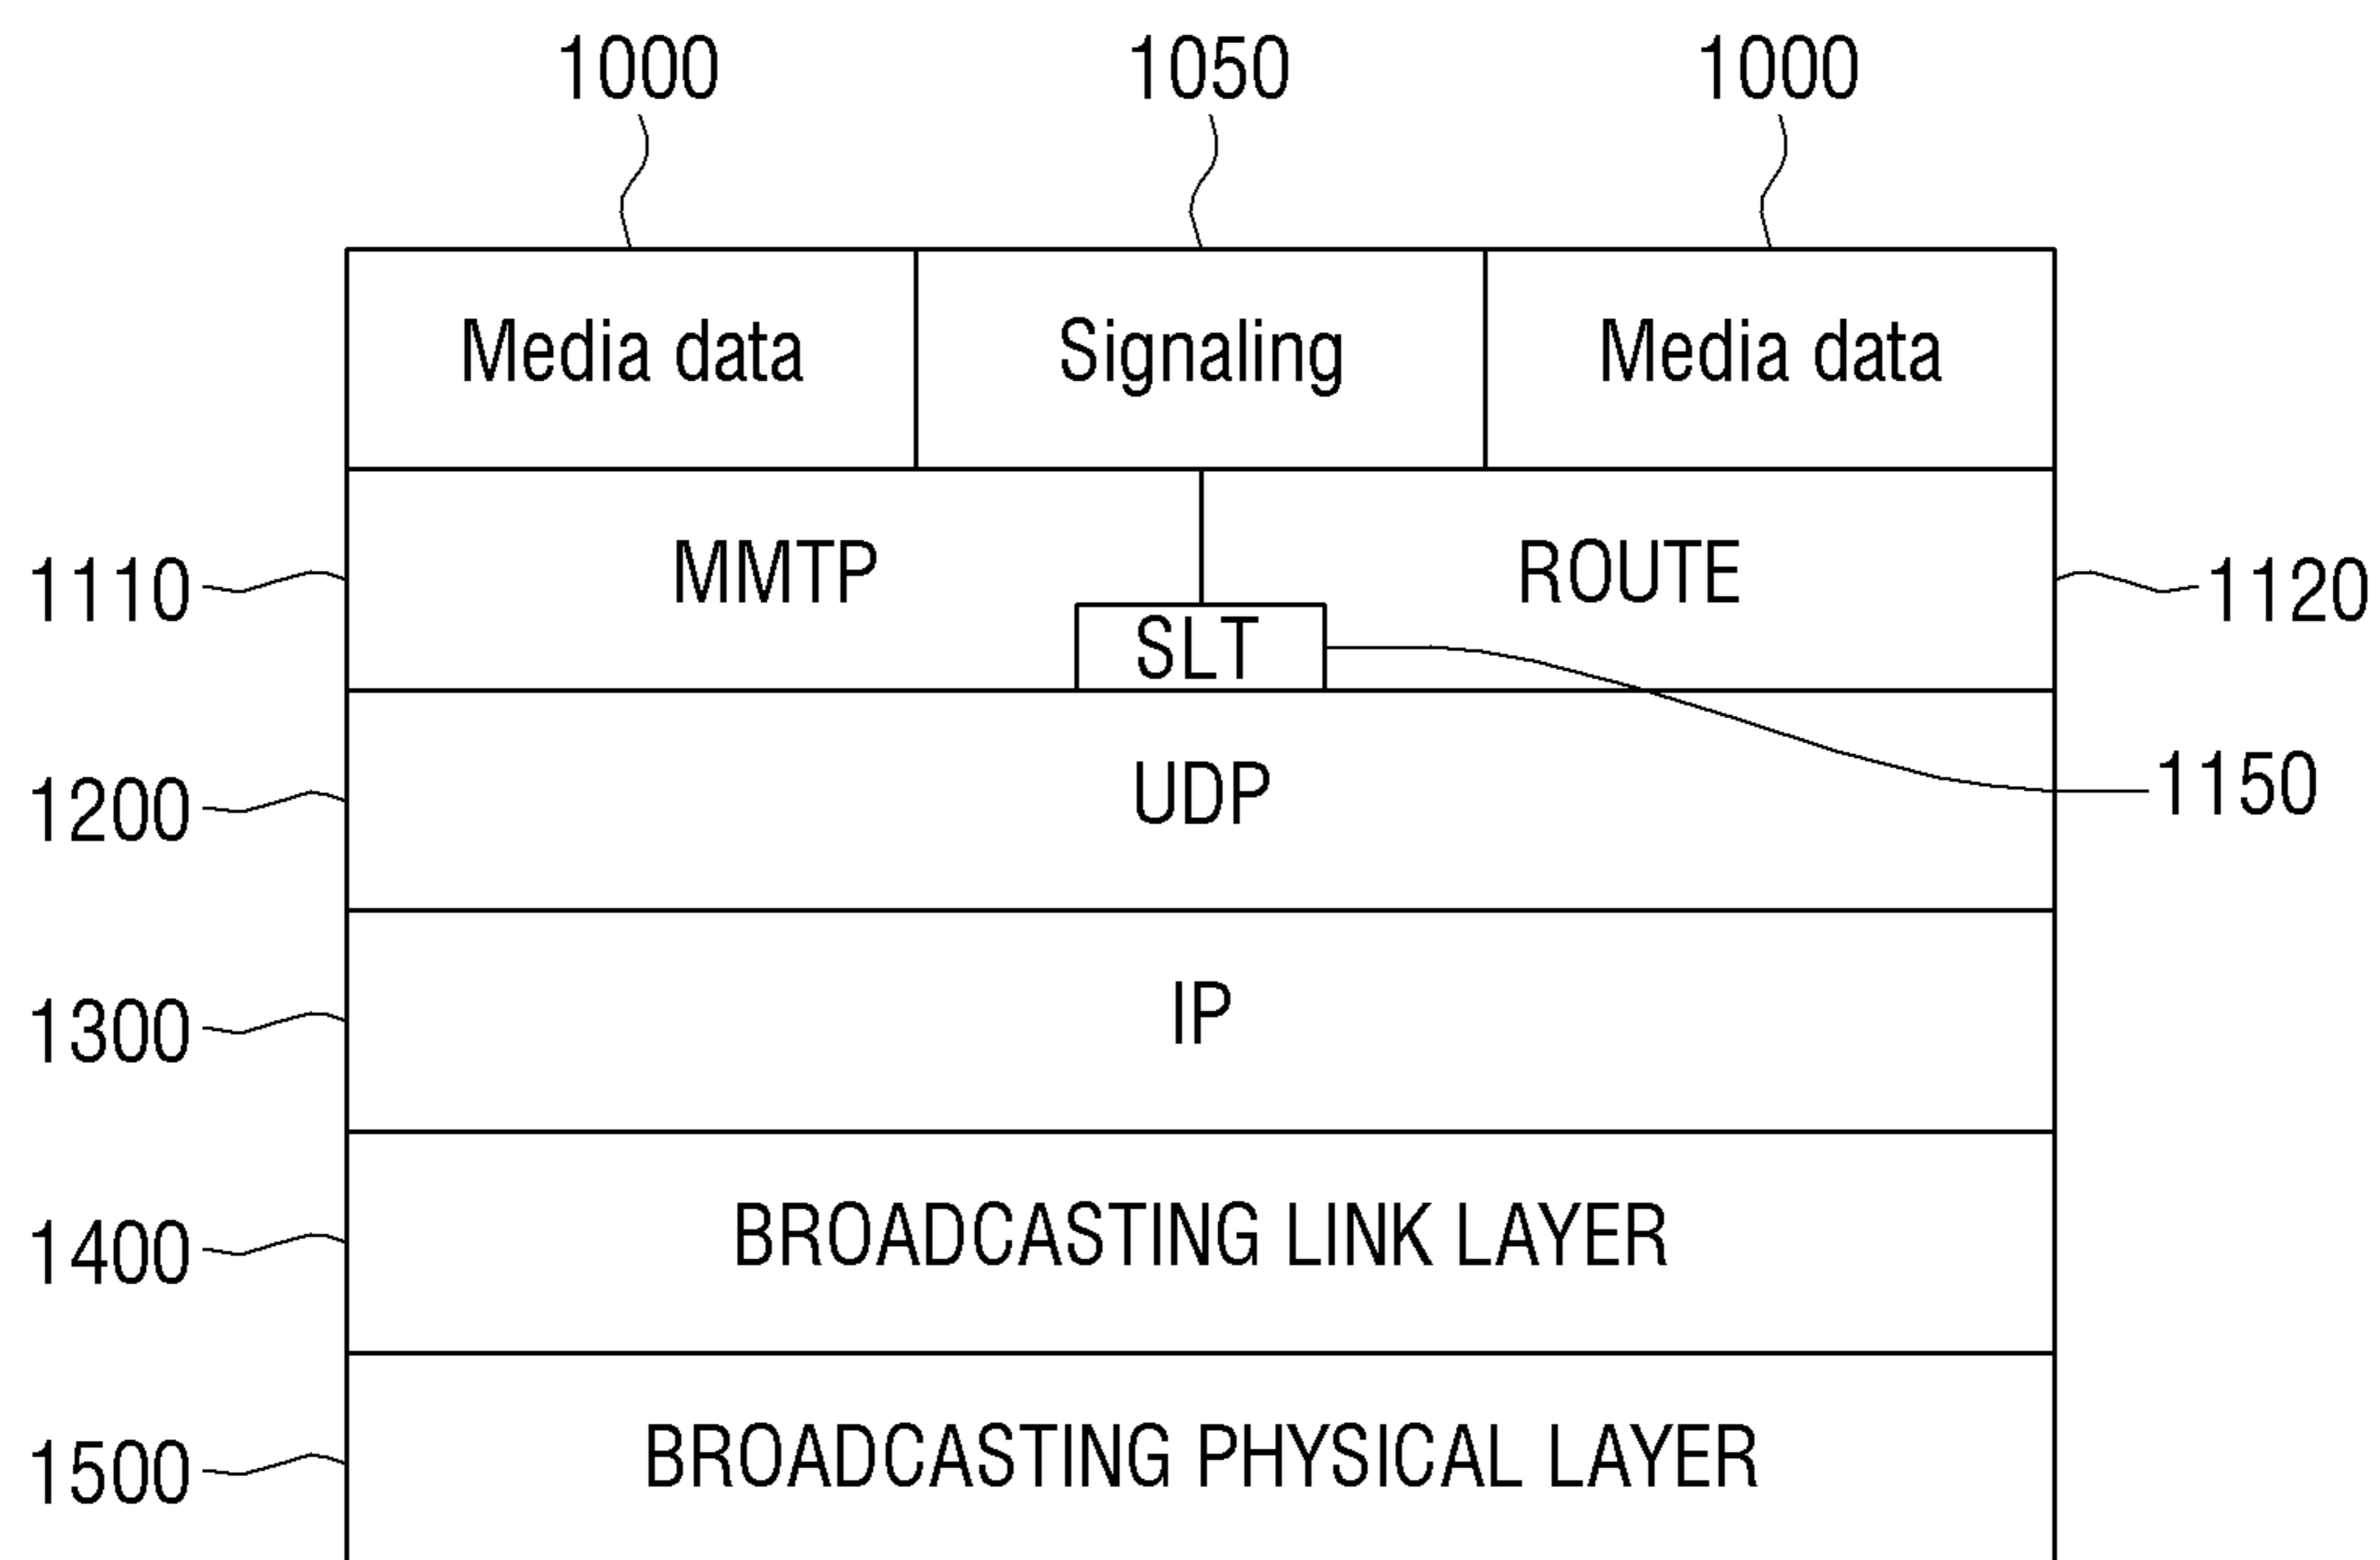 1000 1050 1000
Media data Signaling Media data
MMTP ROUTE
1110 1120
SLT
UDP
1200 1150
IP
1300
BROADCASTING LINK LAYER
1400
BROADCASTING PHYSICAL LAYER
1500